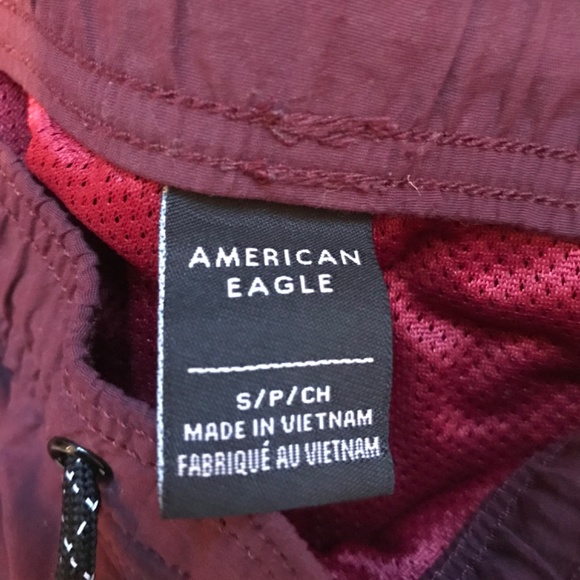 AMERICAN
EAGLE
S/P/CH
MADE IN VIETNAM
FABRIQUÉ AU VIETNAM